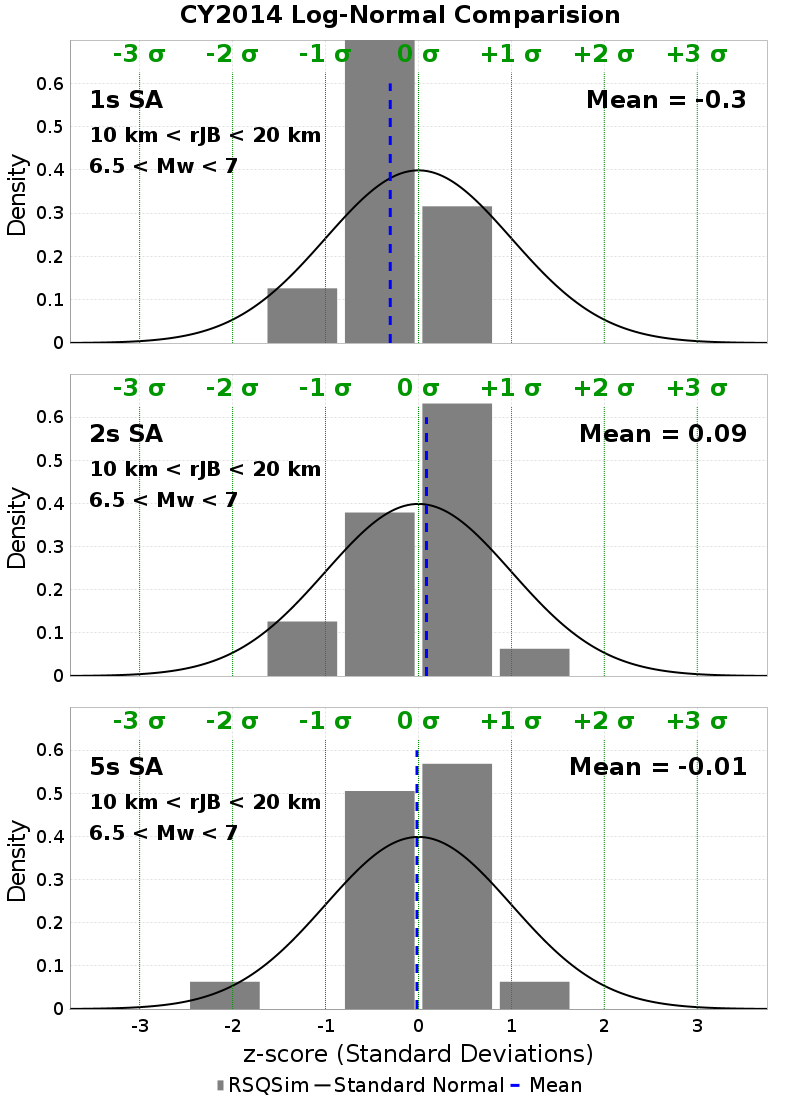 CY2014 Log-Normal Comparision
-3 σ -2 σ -1 σ 0 σ +1 σ +2 σ +3 σ
1s SA
Mean = -0.3
10 km < rJB < 20 km
6.5 < Mw < 7
Density
0.6
0.5
0.4
0.3
0.2
0.1
0
-3 σ -2 σ -1 σ 0 σ +1 σ +2 σ +3 σ
2s SA
Mean = 0.09
10 km < rJB < 20 km
6.5 < Mw < 7
Density
0.6
0.5
0.4
0.3
0.2
0.1
0
-3 σ -2 σ -1 σ 0 σ +1 σ +2 σ +3 σ
5s SA
Mean = -0.01
10 km < rJB < 20 km
6.5 < Mw < 7
Density
0.6
0.5
0.4
0.3
0.2
0.1
0
-3 -2 -1 0 1 2 3
z-score (Standard Deviations)
RSQSim Standard Normal Mean